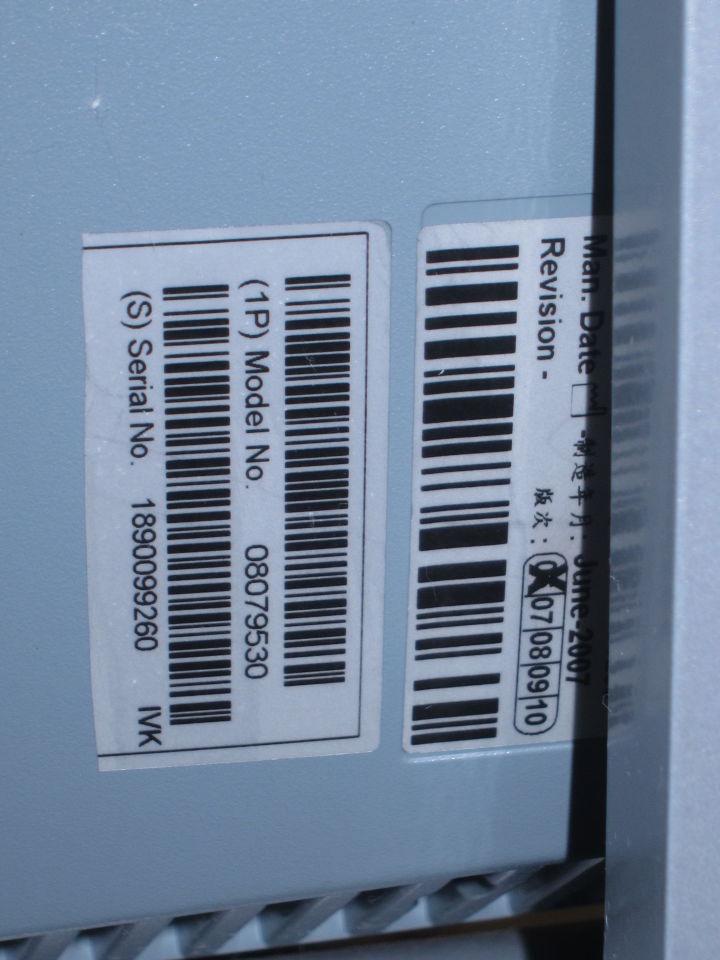 Man. Date -制造年月: June-2007
Revision - 版次: 07 08 09 10
(1P) Model No. 08079530
(S) Serial No. 1890099260 IVK